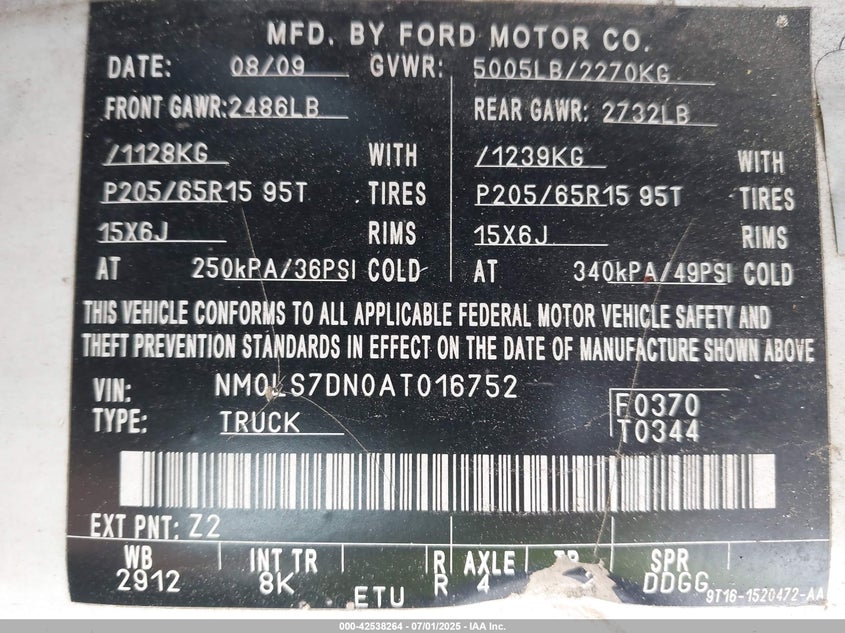 MFD. BY FORD MOTOR CO.
DATE: 08/09 GVWR: 5005LB/2270KG
FRONT GAWR: 2486LB REAR GAWR: 2732LB
/1128KG WITH /1239KG WITH
P205/65R15 95T TIRES P205/65R15 95T TIRES
15X6J RIMS 15X6J RIMS
AT 250kPA/36PSI COLD AT 340kPA/49PSI COLD
THIS VEHICLE CONFORMS TO ALL APPLICABLE FEDERAL MOTOR VEHICLE SAFETY AND
THEFT PREVENTION STANDARDS IN EFFECT ON THE DATE OF MANUFACTURE SHOWN ABOVE
VIN: NM0LS7DN0AT016752
F0370
TYPE: TRUCK
T0344
EXT PNT: Z2
WB INT TR R AXLE SPR
2912 8K R 4 DDGG
ETU
9T16-1520472-AA
000-42538264 - 07/01/2025 - IAA Inc.